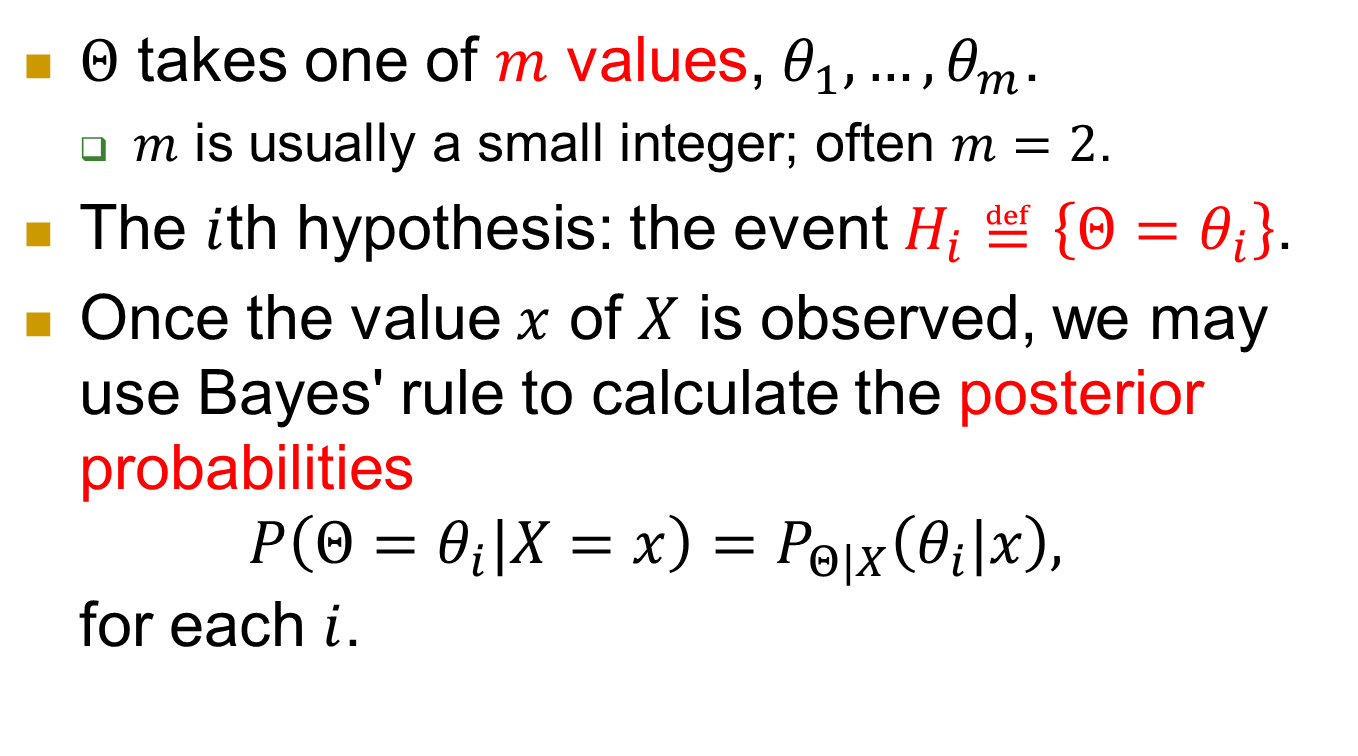 ■ Θ takes one of m values, θ₁, … , θₘ.
❑ m is usually a small integer; often m = 2.
■ The ith hypothesis: the event Hᵢ ≝ {Θ = θᵢ}.
■ Once the value x of X is observed, we may
use Bayes' rule to calculate the posterior
probabilities
P(Θ = θᵢ|X = x) = P_{Θ|X}(θᵢ|x),
for each i.